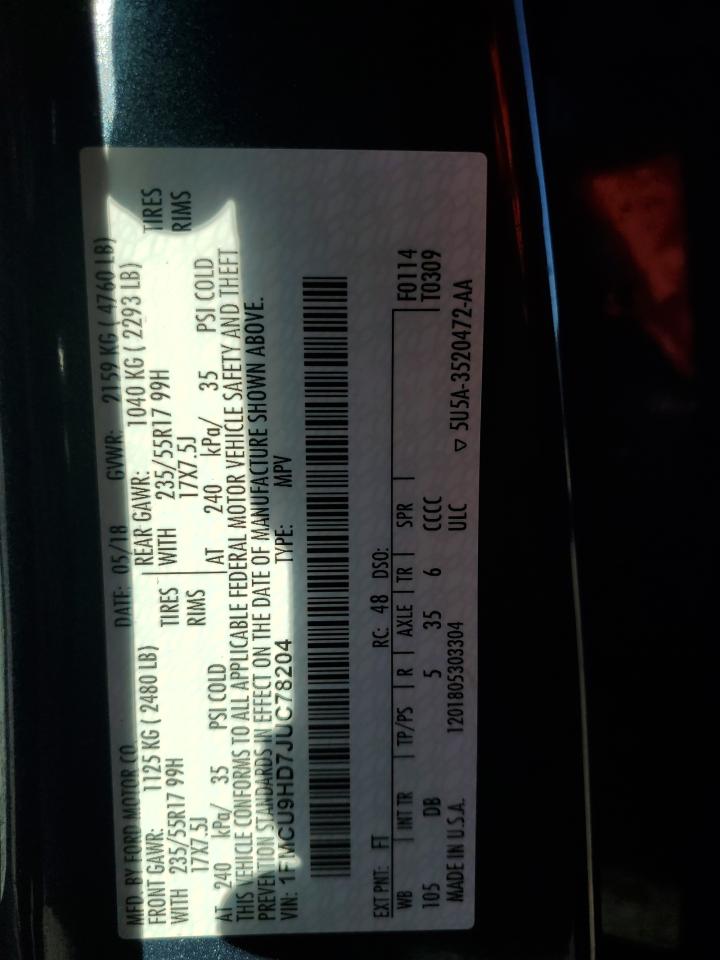 MFD. BY FORD MOTOR CO. DATE: 05/18 GVWR: 2159 KG ( 4760 LB)
FRONT GAWR: 1125 KG ( 2480 LB) REAR GAWR: 1040 KG ( 2293 LB)
WITH 235/55R17 99H TIRES WITH 235/55R17 99H TIRES
17X7.5J RIMS 17X7.5J RIMS
AT 240 kPa/ 35 PSI COLD AT 240 kPa/ 35 PSI COLD
THIS VEHICLE CONFORMS TO ALL APPLICABLE FEDERAL MOTOR VEHICLE SAFETY AND THEFT
PREVENTION STANDARDS IN EFFECT ON THE DATE OF MANUFACTURE SHOWN ABOVE.
VIN: 1FMCU9HD7JUC78204 TYPE: MPV
EXT PNT: FT RC: 48 DSO: F0114
WB INT TR TP/PS R AXLE TR SPR T0309
105 DB 5 35 6 CCCC
MADE IN U.S.A. 1201805303304 ULC ▽ 5U5A-3520472-AA